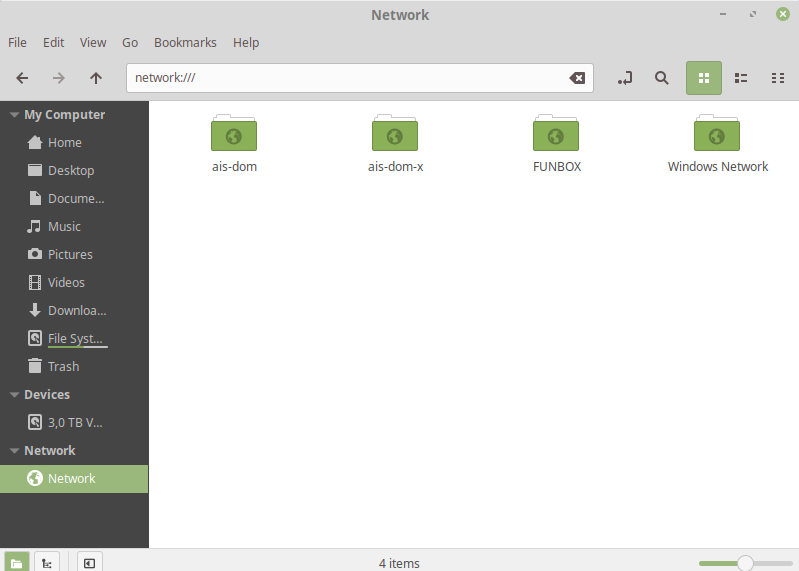 Network
File Edit View Go Bookmarks Help
network:///
My Computer
Home
Desktop
Docume...
Music
Pictures
Videos
Downloa...
File Syst...
Trash
Devices
3,0 TB V...
Network
Network
ais-dom ais-dom-x FUNBOX Windows Network
4 items